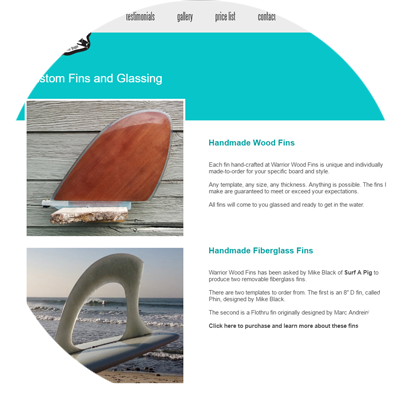 testimonials gallery price list contact
stom Fins and Glassing
Handmade Wood Fins
Each fin hand-crafted at Warrior Wood Fins is unique and individually
made-to-order for your specific board and style.
Any template, any size, any thickness. Anything is possible. The fins I
make are guaranteed to meet or exceed your expectations.
All fins will come to you glassed and ready to get in the water.
Handmade Fiberglass Fins
Warrior Wood Fins has been asked by Mike Black of Surf A Pig to
produce two removable fiberglass fins.
There are two templates to order from. The first is an 8" D fin, called
Phin, designed by Mike Black
The second is a Flothru fin originally designed by Marc Andreini
Click here to purchase and learn more about these fins